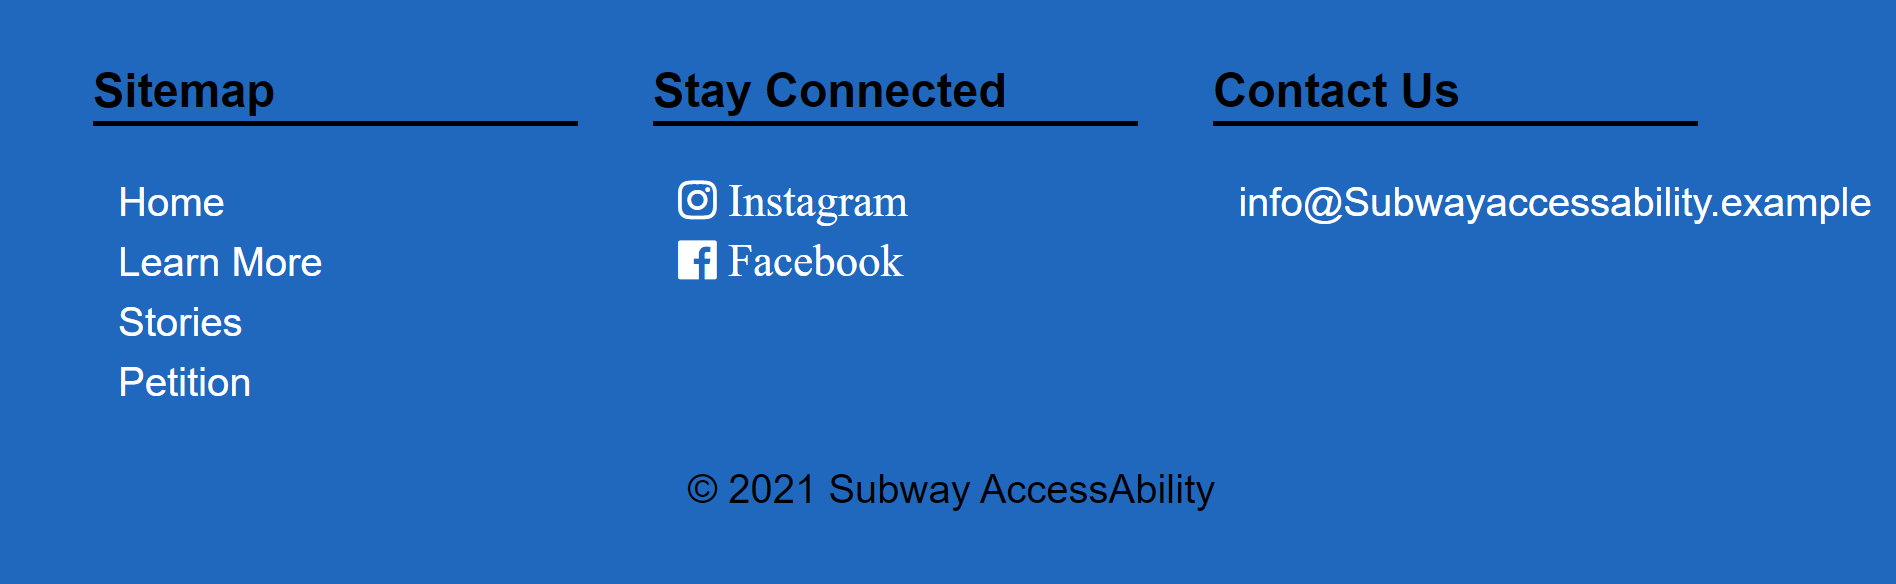 Sitemap
Home
Learn More
Stories
Petition
Stay Connected
Instagram
Facebook
Contact Us
info@Subwayaccessability.example
© 2021 Subway AccessAbility